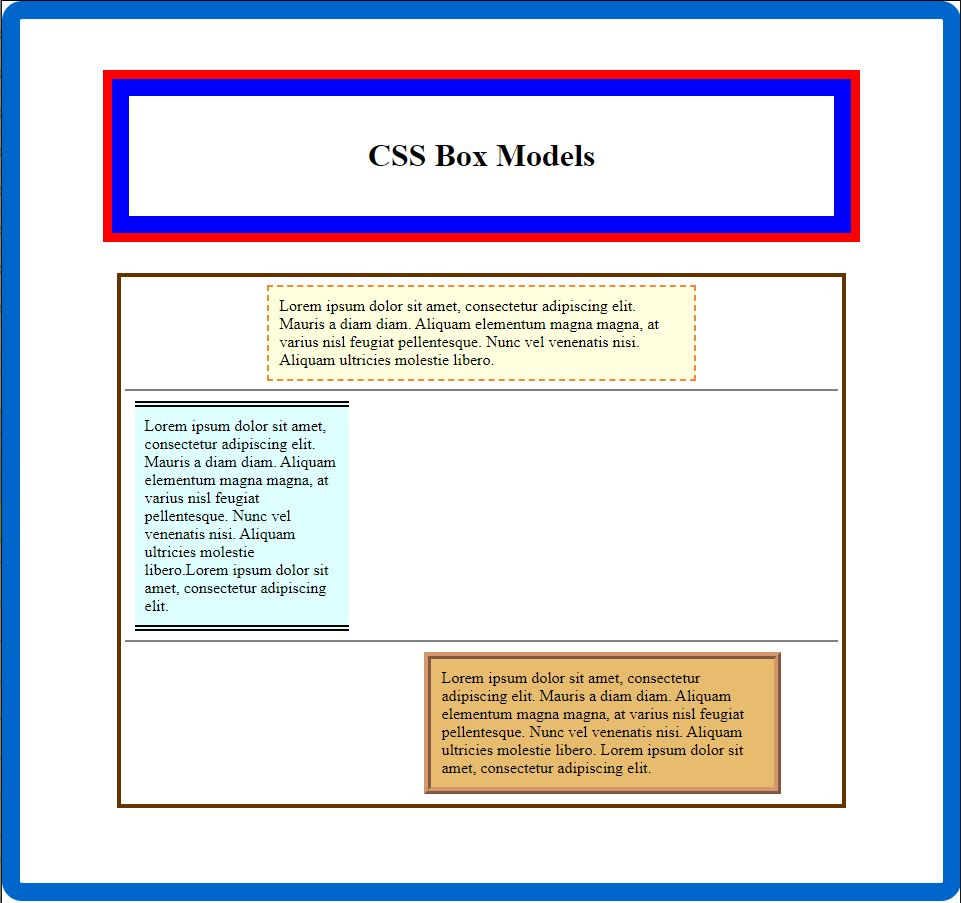 CSS Box Models
Lorem ipsum dolor sit amet, consectetur adipiscing elit.
Mauris a diam diam. Aliquam elementum magna magna, at
varius nisl feugiat pellentesque. Nunc vel venenatis nisi.
Aliquam ultricies molestie libero.
Lorem ipsum dolor sit amet,
consectetur adipiscing elit.
Mauris a diam diam. Aliquam
elementum magna magna, at
varius nisl feugiat
pellentesque. Nunc vel
venenatis nisi. Aliquam
ultricies molestie
libero.Lorem ipsum dolor sit
amet, consectetur adipiscing
elit.
Lorem ipsum dolor sit amet, consectetur
adipiscing elit. Mauris a diam diam. Aliquam
elementum magna magna, at varius nisl feugiat
pellentesque. Nunc vel venenatis nisi. Aliquam
ultricies molestie libero. Lorem ipsum dolor sit
amet, consectetur adipiscing elit.